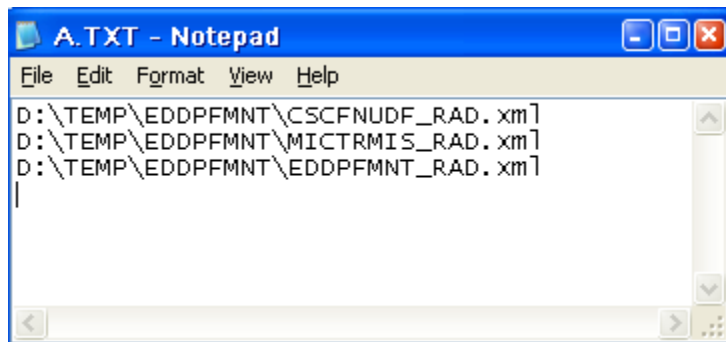 A.TXT - Notepad
File Edit Format View Help
D:\TEMP\EDDPFMNT\CSCFNUDF_RAD.xml
D:\TEMP\EDDPFMNT\MICTRMIS_RAD.xml
D:\TEMP\EDDPFMNT\EDDPFMNT_RAD.xml